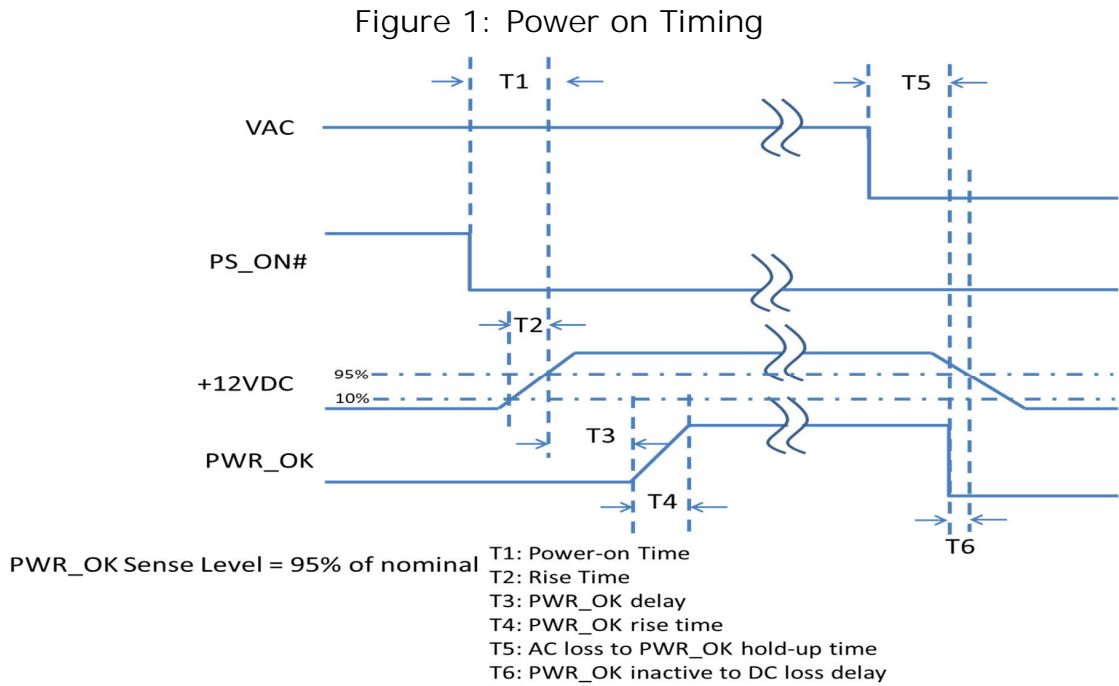 Figure 1: Power on Timing
T1
T5
VAC
PS_ON#
T2
95%
+12VDC
10%
T3
PWR_OK
T4
T6
PWR_OK Sense Level = 95% of nominal
T1: Power-on Time
T2: Rise Time
T3: PWR_OK delay
T4: PWR_OK rise time
T5: AC loss to PWR_OK hold-up time
T6: PWR_OK inactive to DC loss delay